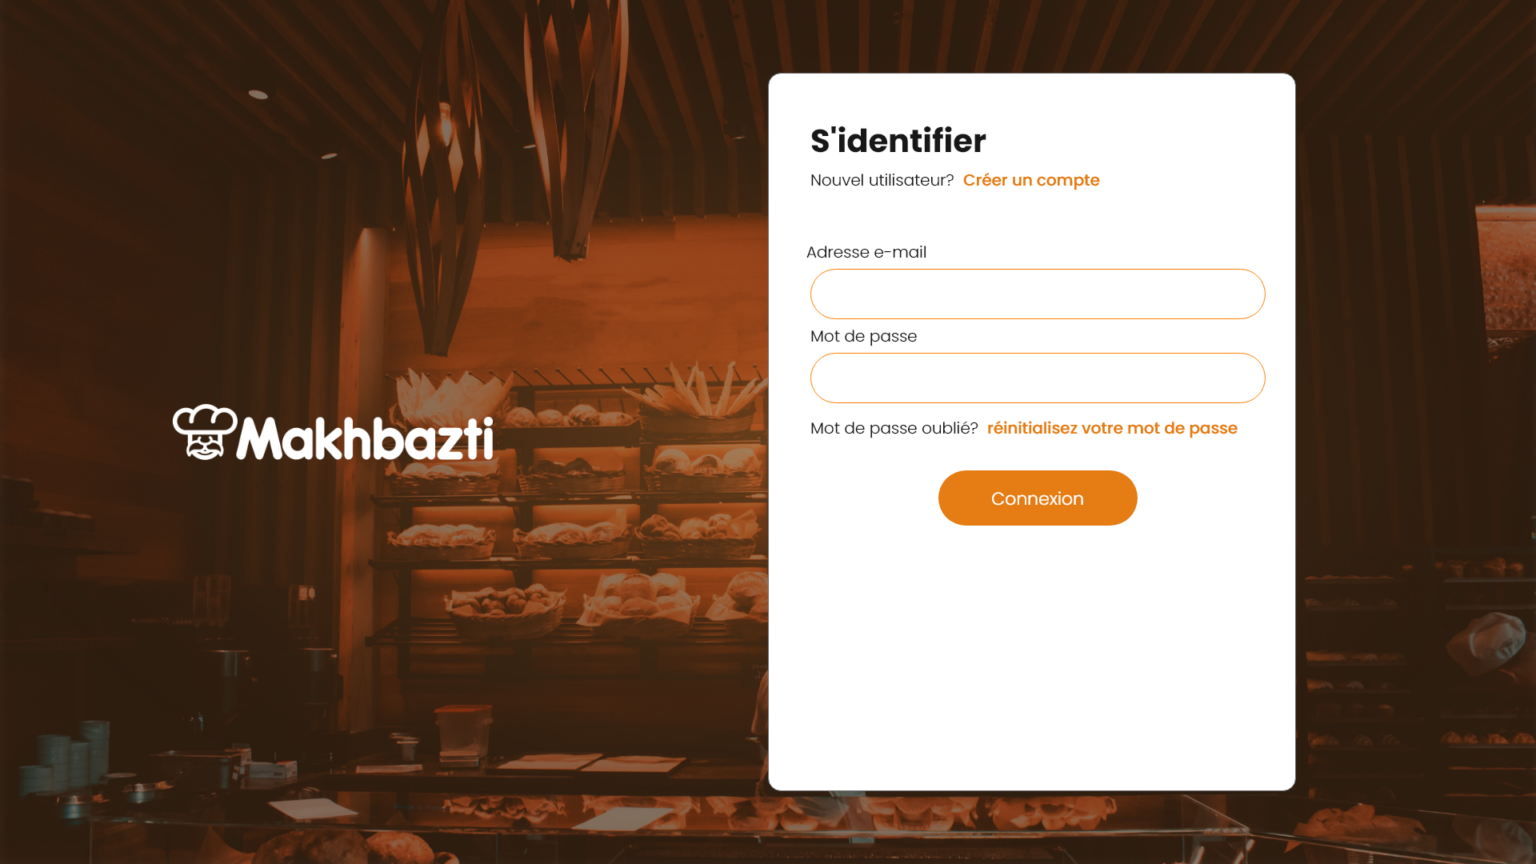 S'identifier
Nouvel utilisateur? Créer un compte
Adresse e-mail
Mot de passe
Mot de passe oublié? réinitialisez votre mot de passe
Connexion
Makhbazti